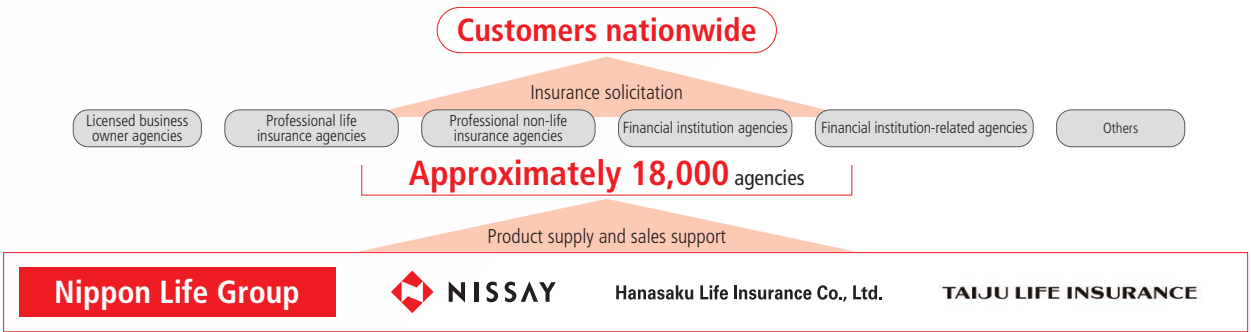 Customers nationwide
Insurance solicitation
Licensed business
owner agencies
Professional life
insurance agencies
Professional non-life
insurance agencies
Financial institution agencies
Financial institution-related agencies
Others
Approximately 18,000 agencies
Product supply and sales support
Nippon Life Group
NISSAY
Hanasaku Life Insurance Co., Ltd.
TAIJU LIFE INSURANCE